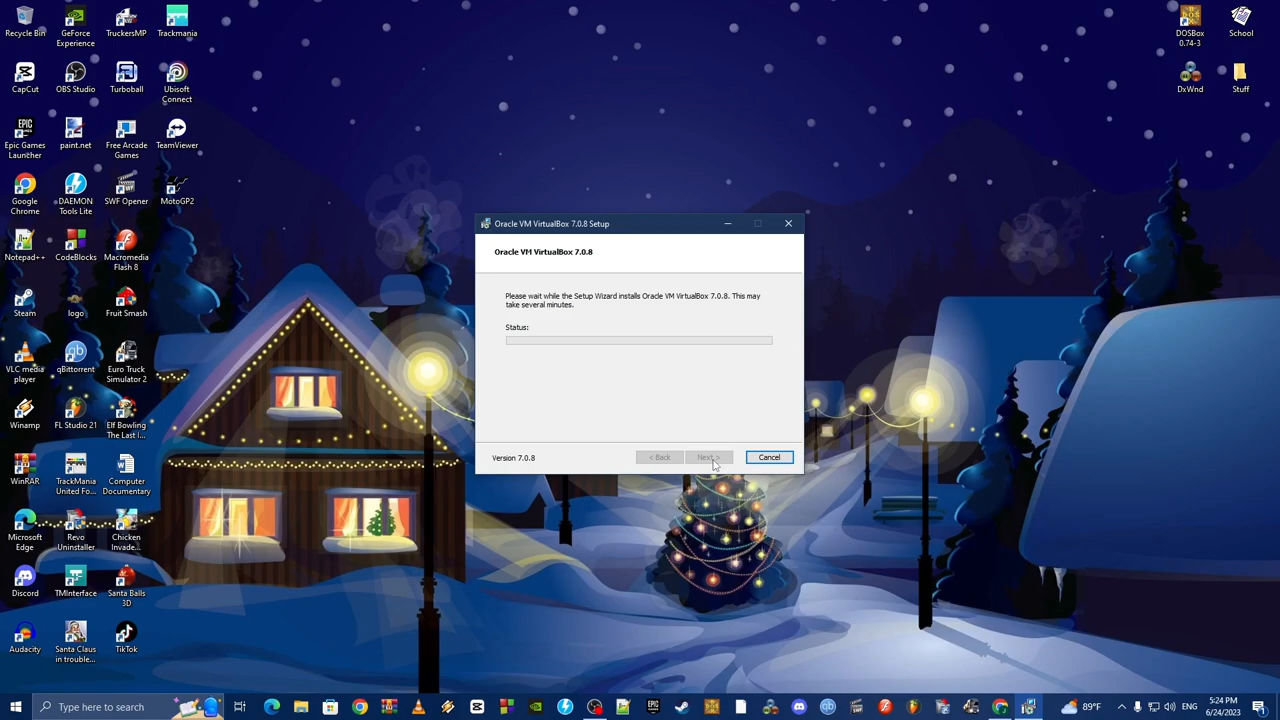 Recycle Bin
GeForce
Experience
TruckersMP
Trackmania
CapCut
OBS Studio
Turboball
Ubisoft
Connect
Epic Games
Launcher
paint.net
Free Arcade
Games
TeamViewer
Google
Chrome
DAEMON
Tools Lite
SWF Opener
MotoGP2
Notepad++
CodeBlocks
Macromedia
Flash 8
Steam
logo
Fruit Smash
VLC media
player
qBittorrent
Euro Truck
Simulator 2
Winamp
FL Studio 21
Elf Bowling
The Last I...
WinRAR
TrackMania
United Fo...
Computer
Documentary
Microsoft
Edge
Revo
Uninstaller
Chicken
Invade...
Discord
TMInterface
Santa Balls
3D
Audacity
Santa Claus
in trouble...
TikTok
DOSBox
0.74-3
School
DxWnd
Stuff
Oracle VM VirtualBox 7.0.8 Setup
Oracle VM VirtualBox 7.0.8
Please wait while the Setup Wizard installs Oracle VM VirtualBox 7.0.8. This may
take several minutes.
Status:
Version 7.0.8
< Back
Next >
Cancel
Type here to search
89°F
ENG
5:24 PM
6/24/2023